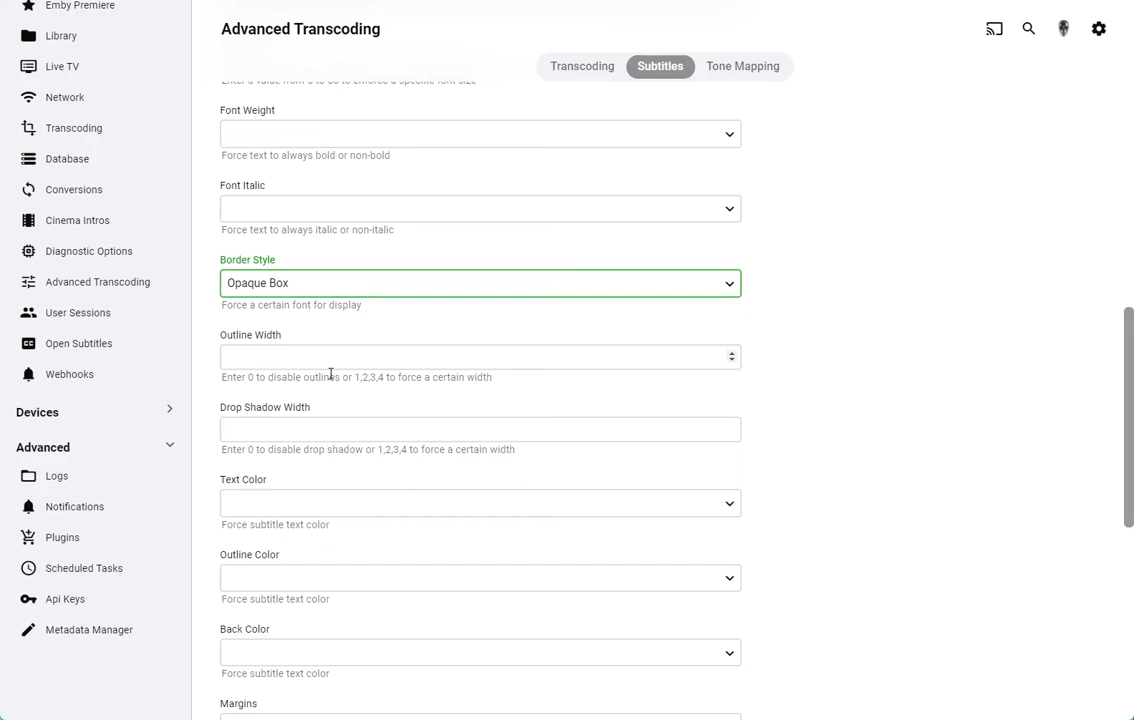 Emby Premiere
Library
Live TV
Network
Transcoding
Database
Conversions
Cinema Intros
Diagnostic Options
Advanced Transcoding
User Sessions
Open Subtitles
Webhooks
Devices
Advanced
Logs
Notifications
Plugins
Scheduled Tasks
Api Keys
Metadata Manager
Advanced Transcoding
Transcoding Subtitles Tone Mapping
Font Weight
Force text to always bold or non-bold
Font Italic
Force text to always italic or non-italic
Border Style
Opaque Box
Force a certain font for display
Outline Width
Enter 0 to disable outlines or 1,2,3,4 to force a certain width
Drop Shadow Width
Enter 0 to disable drop shadow or 1,2,3,4 to force a certain width
Text Color
Force subtitle text color
Outline Color
Force subtitle text color
Back Color
Force subtitle text color
Margins